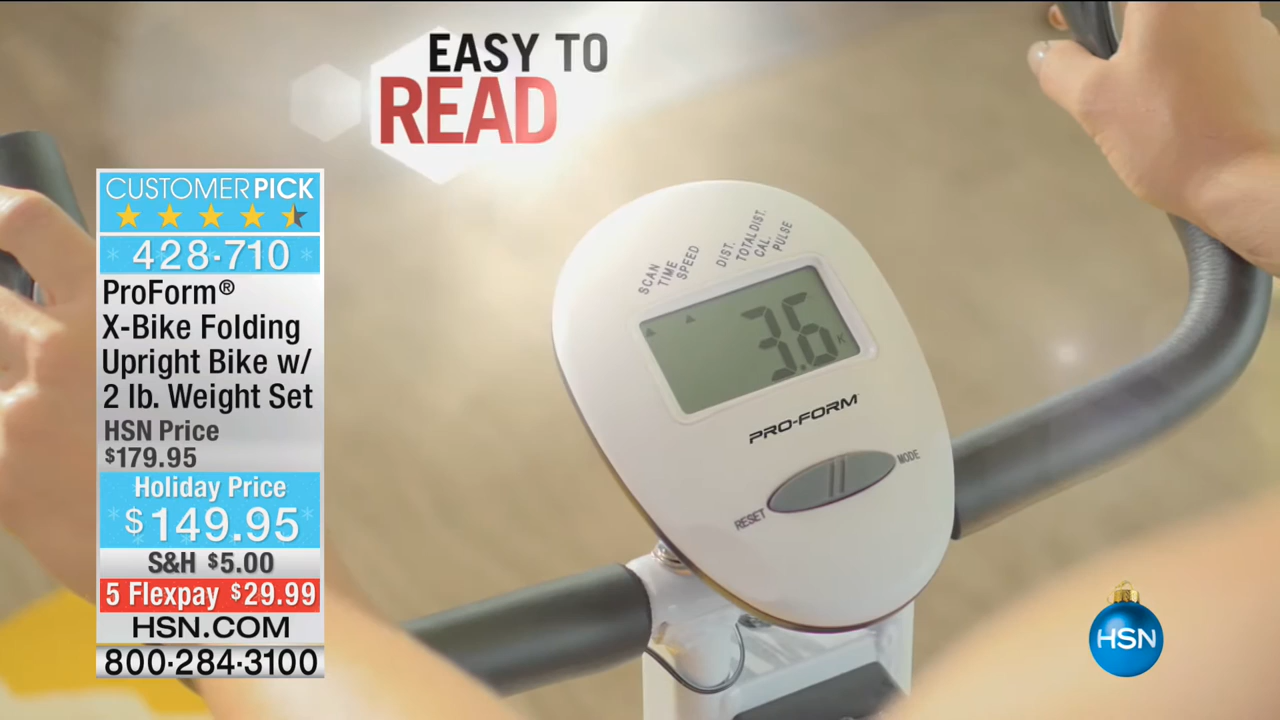 EASY TO
READ
CUSTOMER PICK
428·710
ProForm®
X-Bike Folding
Upright Bike w/
2 lb. Weight Set
HSN Price
$179.95
Holiday Price
$149.95
S&H $5.00
5 Flexpay $29.99
HSN.COM
800·284·3100
SCAN
TIME
SPEED
DIST.
TOTAL DIST.
CAL.
PULSE
3.6 K
PRO-FORM
MODE
RESET
HSN